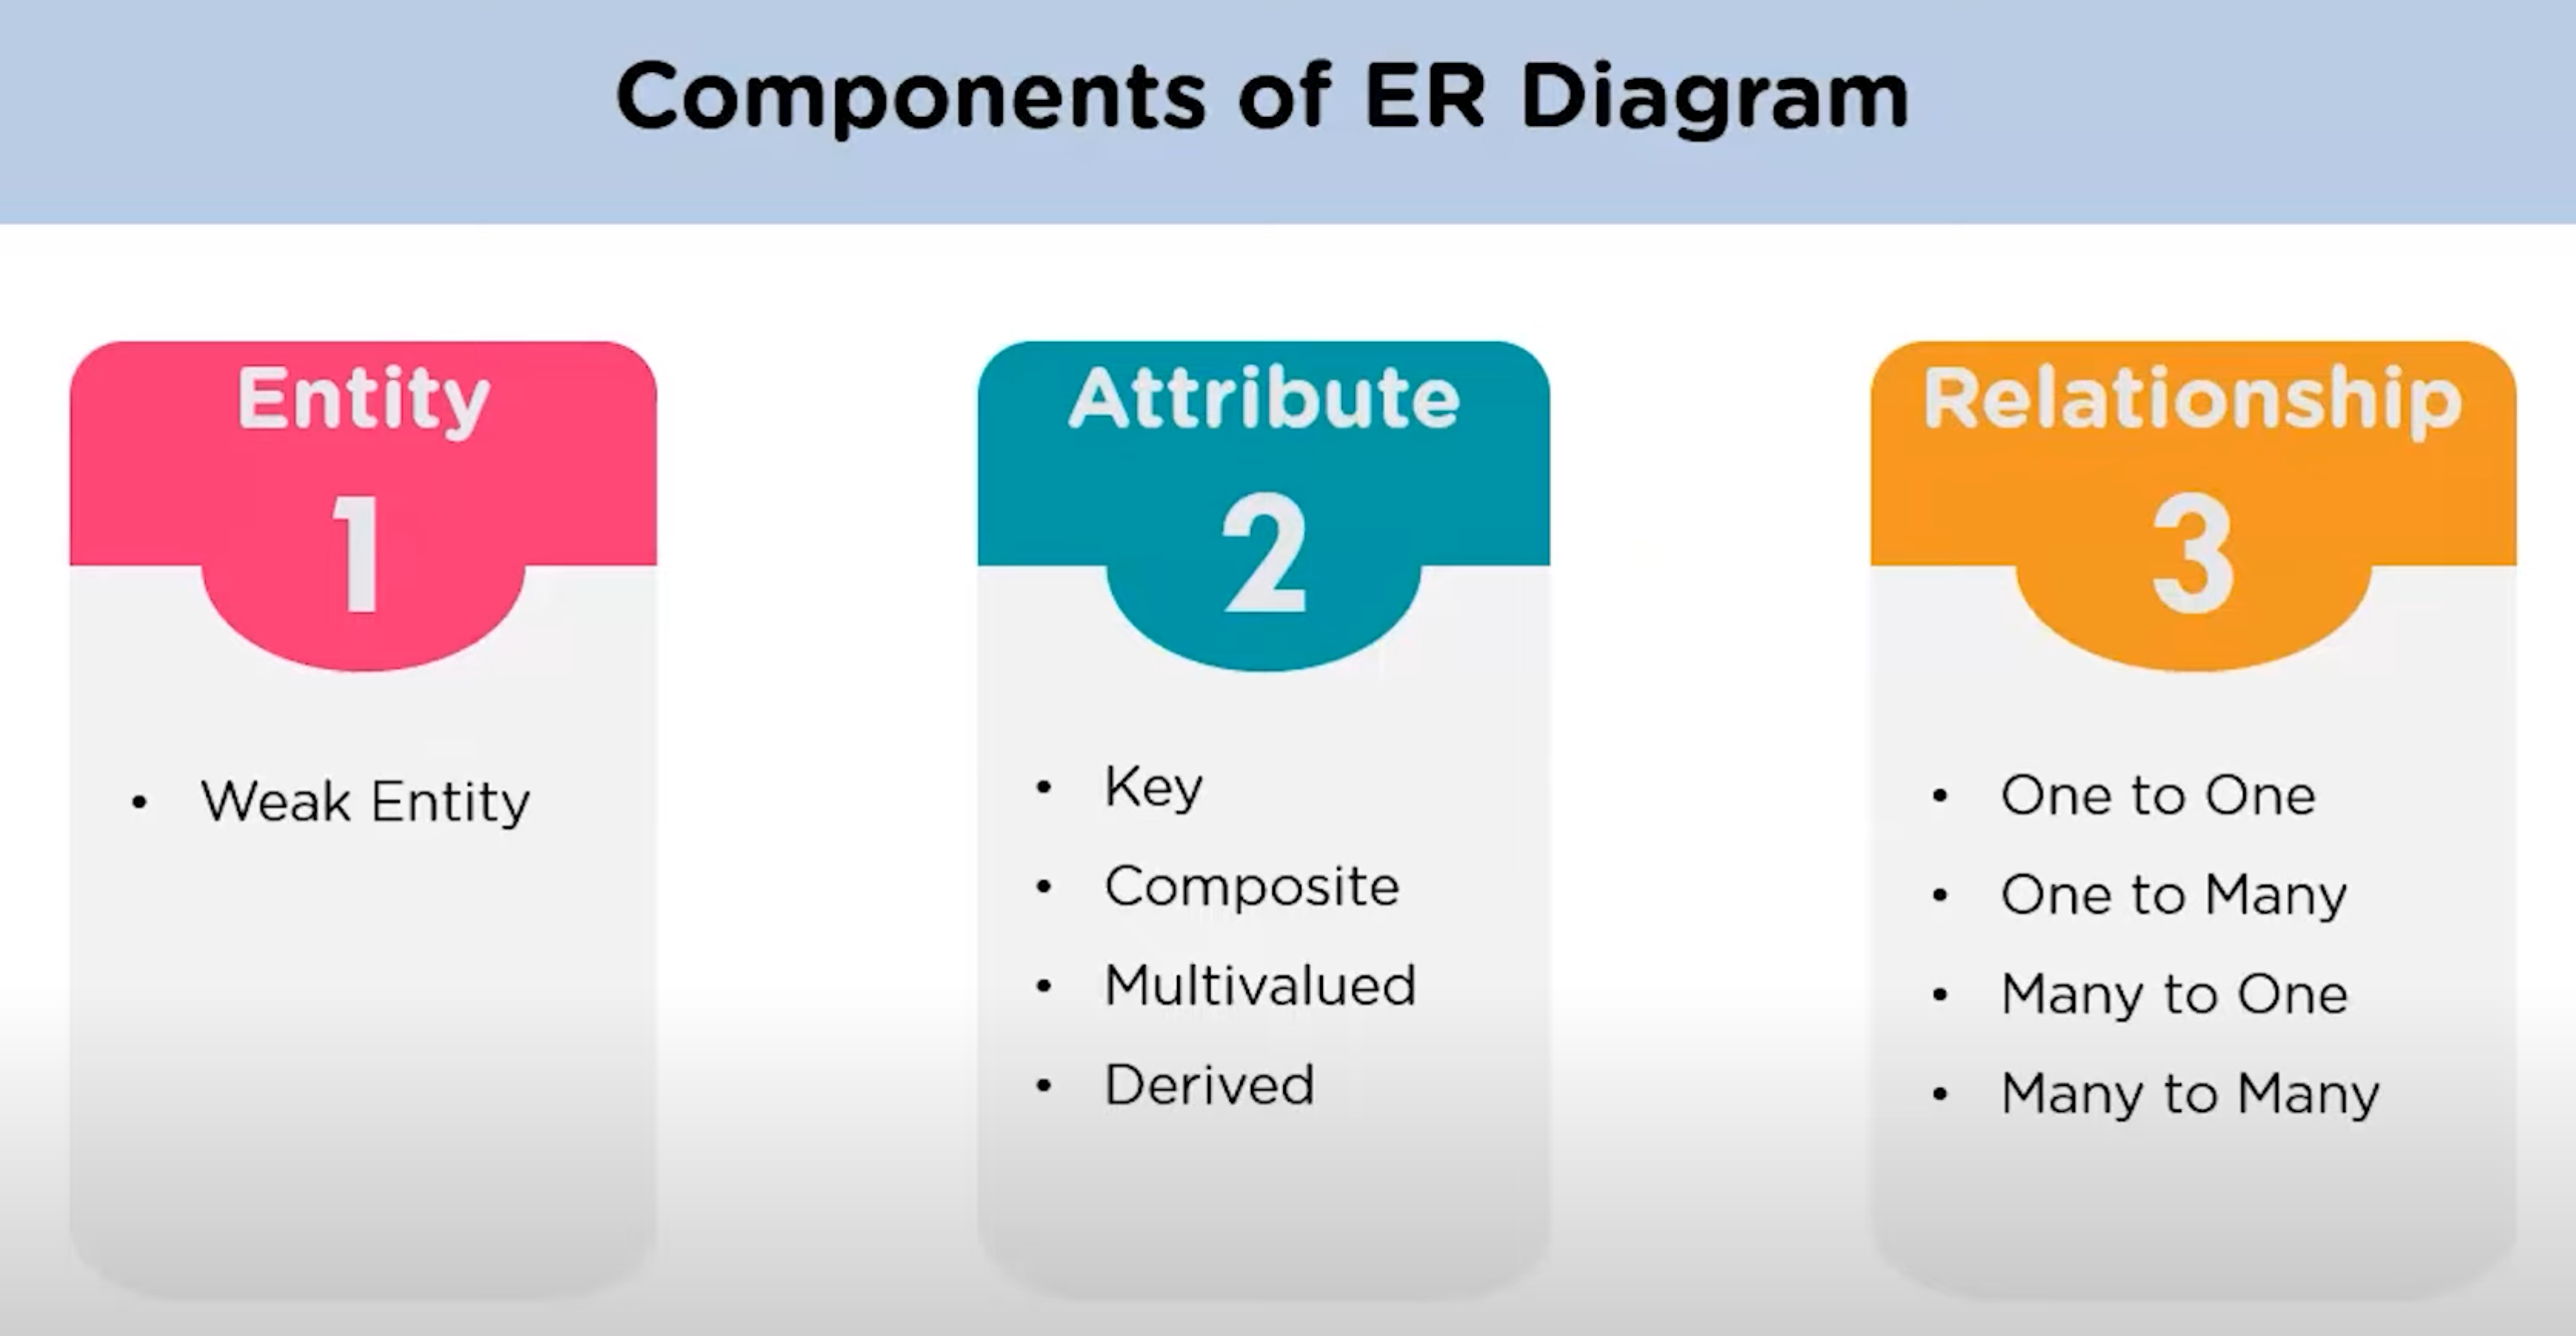 Components of ER Diagram
Entity
1
• Weak Entity
Attribute
2
• Key
• Composite
• Multivalued
• Derived
Relationship
3
• One to One
• One to Many
• Many to One
• Many to Many